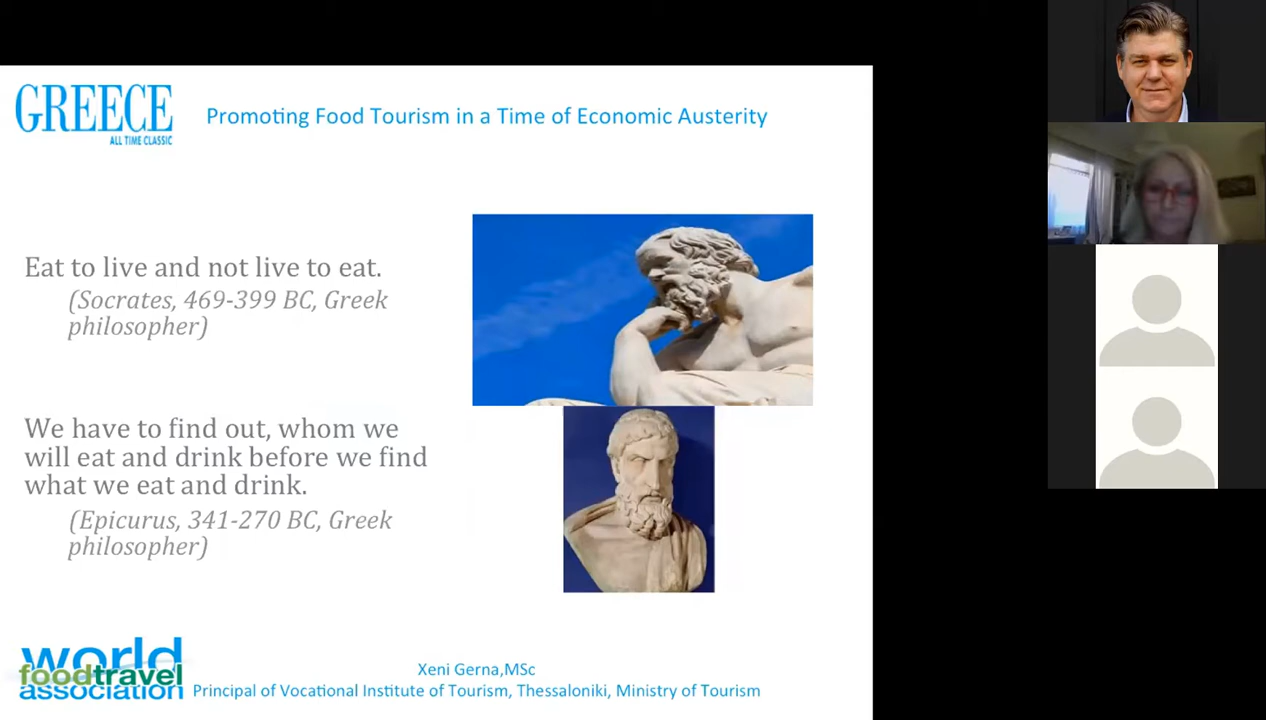 GREECE
ALL TIME CLASSIC
Promoting Food Tourism in a Time of Economic Austerity
Eat to live and not live to eat.
(Socrates, 469-399 BC, Greek
philosopher)
We have to find out, whom we
will eat and drink before we find
what we eat and drink.
(Epicurus, 341-270 BC, Greek
philosopher)
world
foodtravel
association
Xeni Gerna,MSc
Principal of Vocational Institute of Tourism, Thessaloniki, Ministry of Tourism